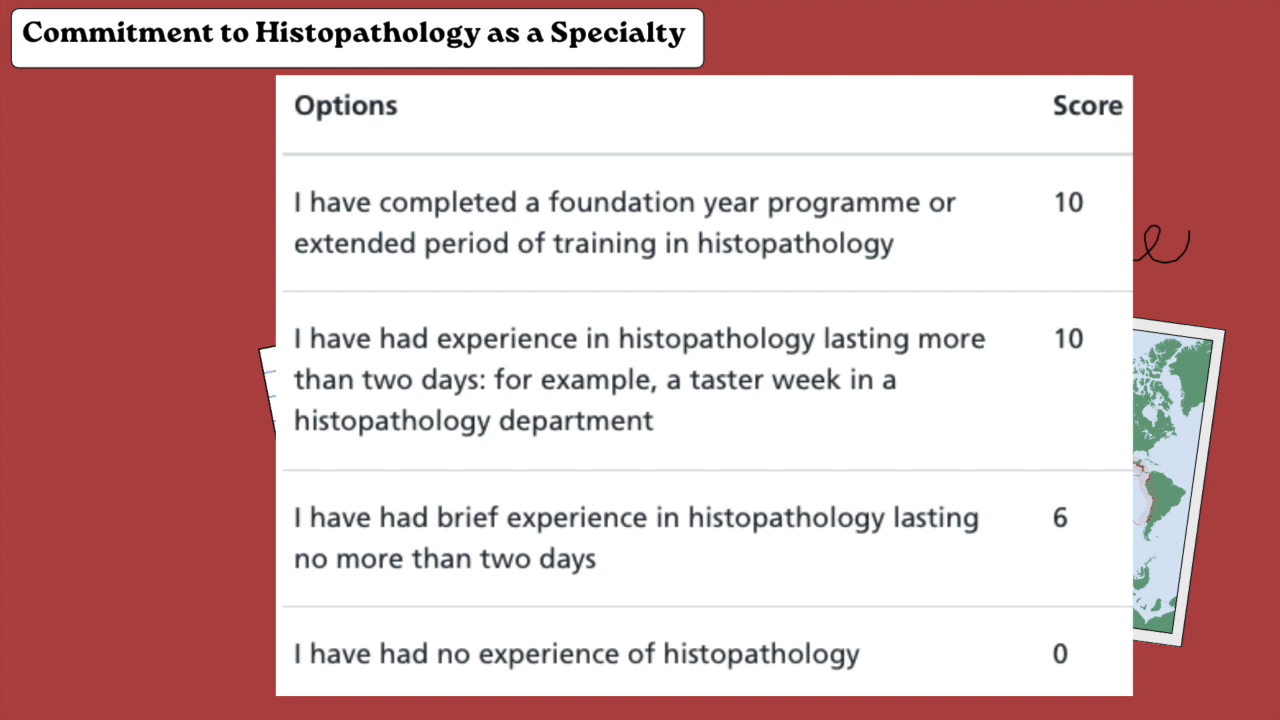 Commitment to Histopathology as a Specialty
Options Score
I have completed a foundation year programme or 10
extended period of training in histopathology
I have had experience in histopathology lasting more 10
than two days: for example, a taster week in a
histopathology department
I have had brief experience in histopathology lasting 6
no more than two days
I have had no experience of histopathology 0